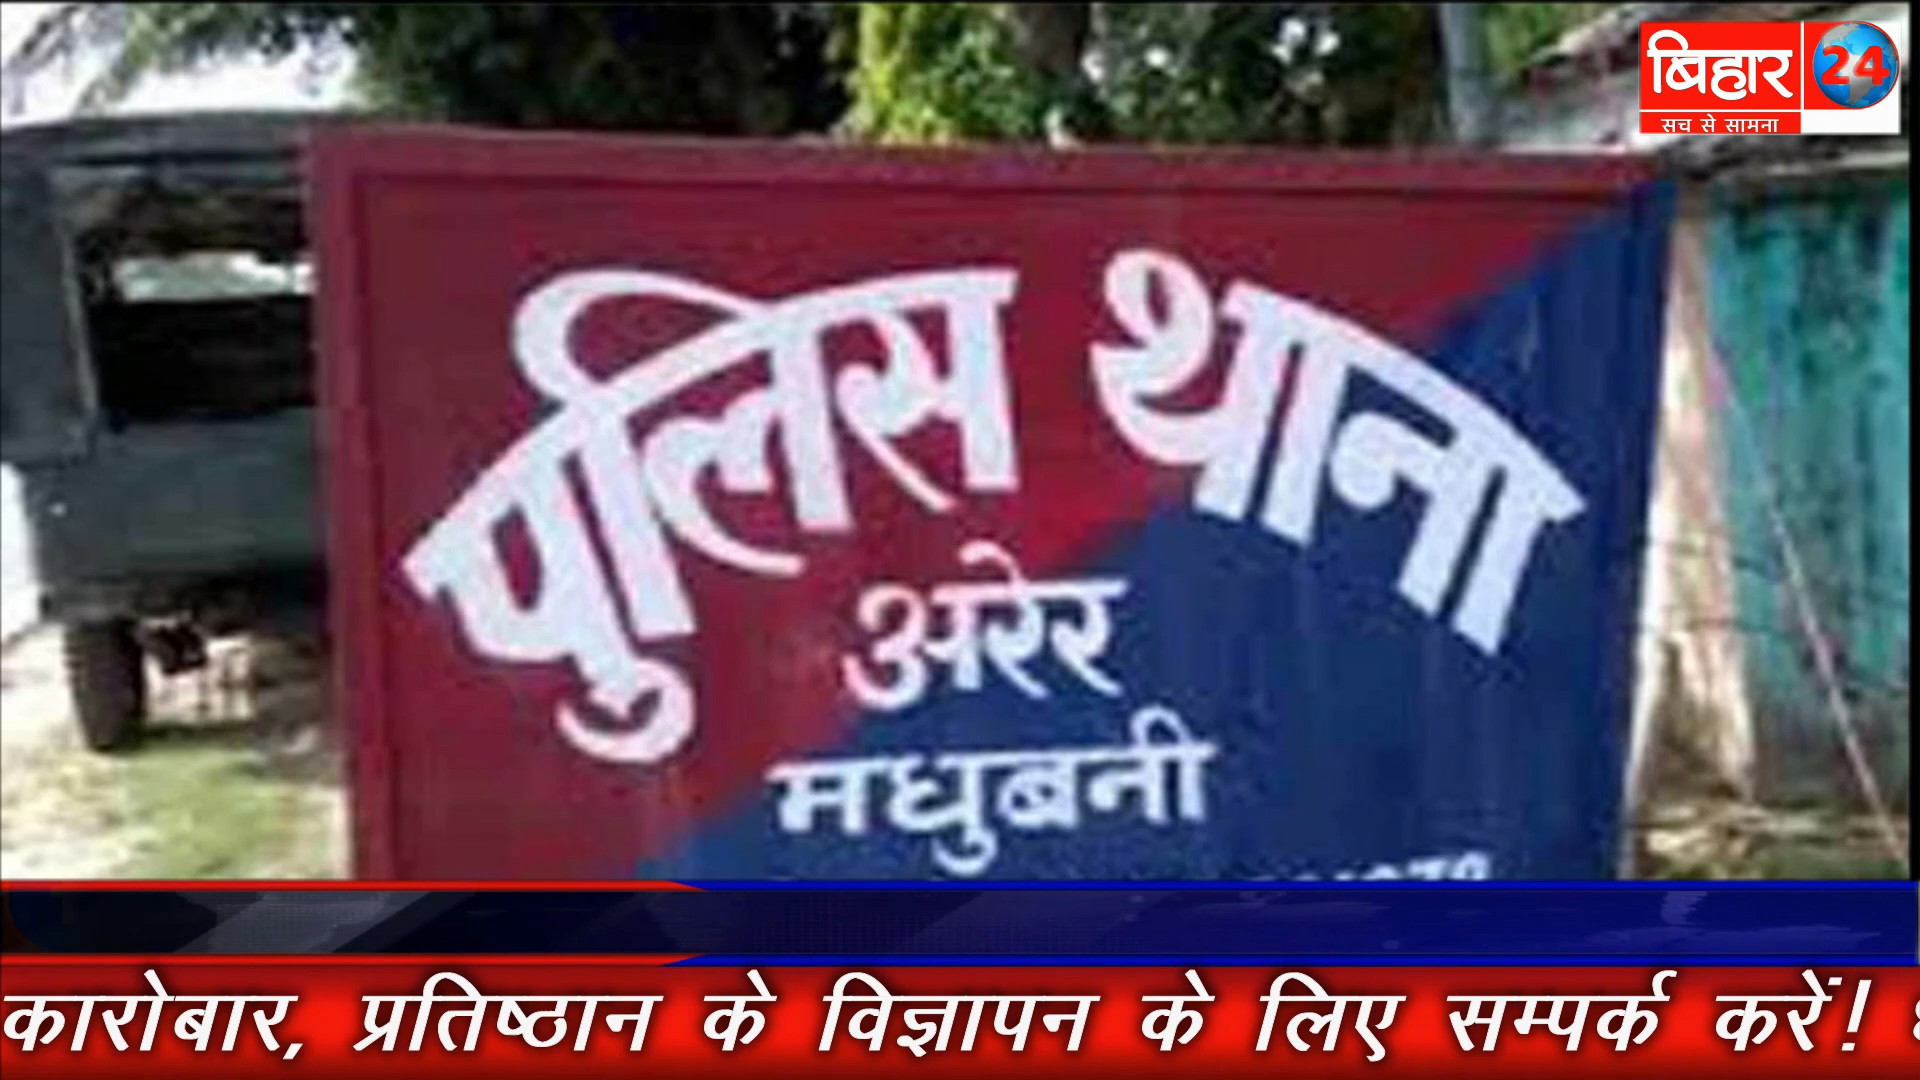 बिहार 24
सच से सामना
पुलिस थाना
अरेर
मधुबनी
कारोबार, प्रतिष्ठान के विज्ञापन के लिए सम्पर्क करें!